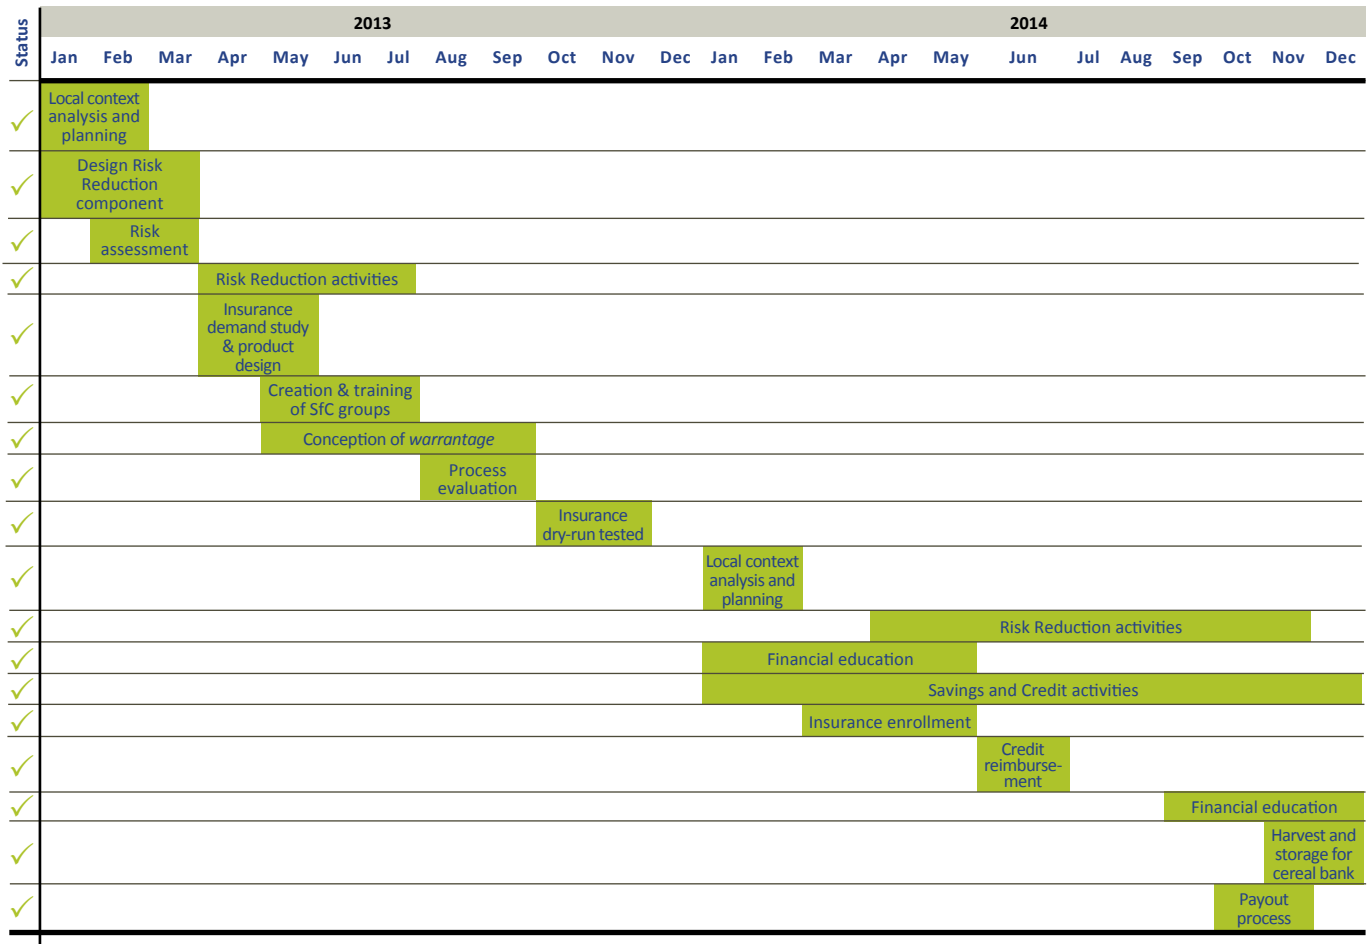 Status
2013
2014
Jan Feb Mar Apr May Jun Jul Aug Sep Oct Nov Dec Jan Feb Mar Apr May Jun Jul Aug Sep Oct Nov Dec
Local context
analysis and
planning
Design Risk
Reduction
component
Risk
assessment
Risk Reduction activities
Insurance
demand study
& product
design
Creation & training
of SfC groups
Conception of warrantage
Process
evaluation
Insurance
dry-run tested
Local context
analysis and
planning
Risk Reduction activities
Financial education
Savings and Credit activities
Insurance enrollment
Credit
reimburse-
ment
Financial education
Harvest and
storage for
cereal bank
Payout
process